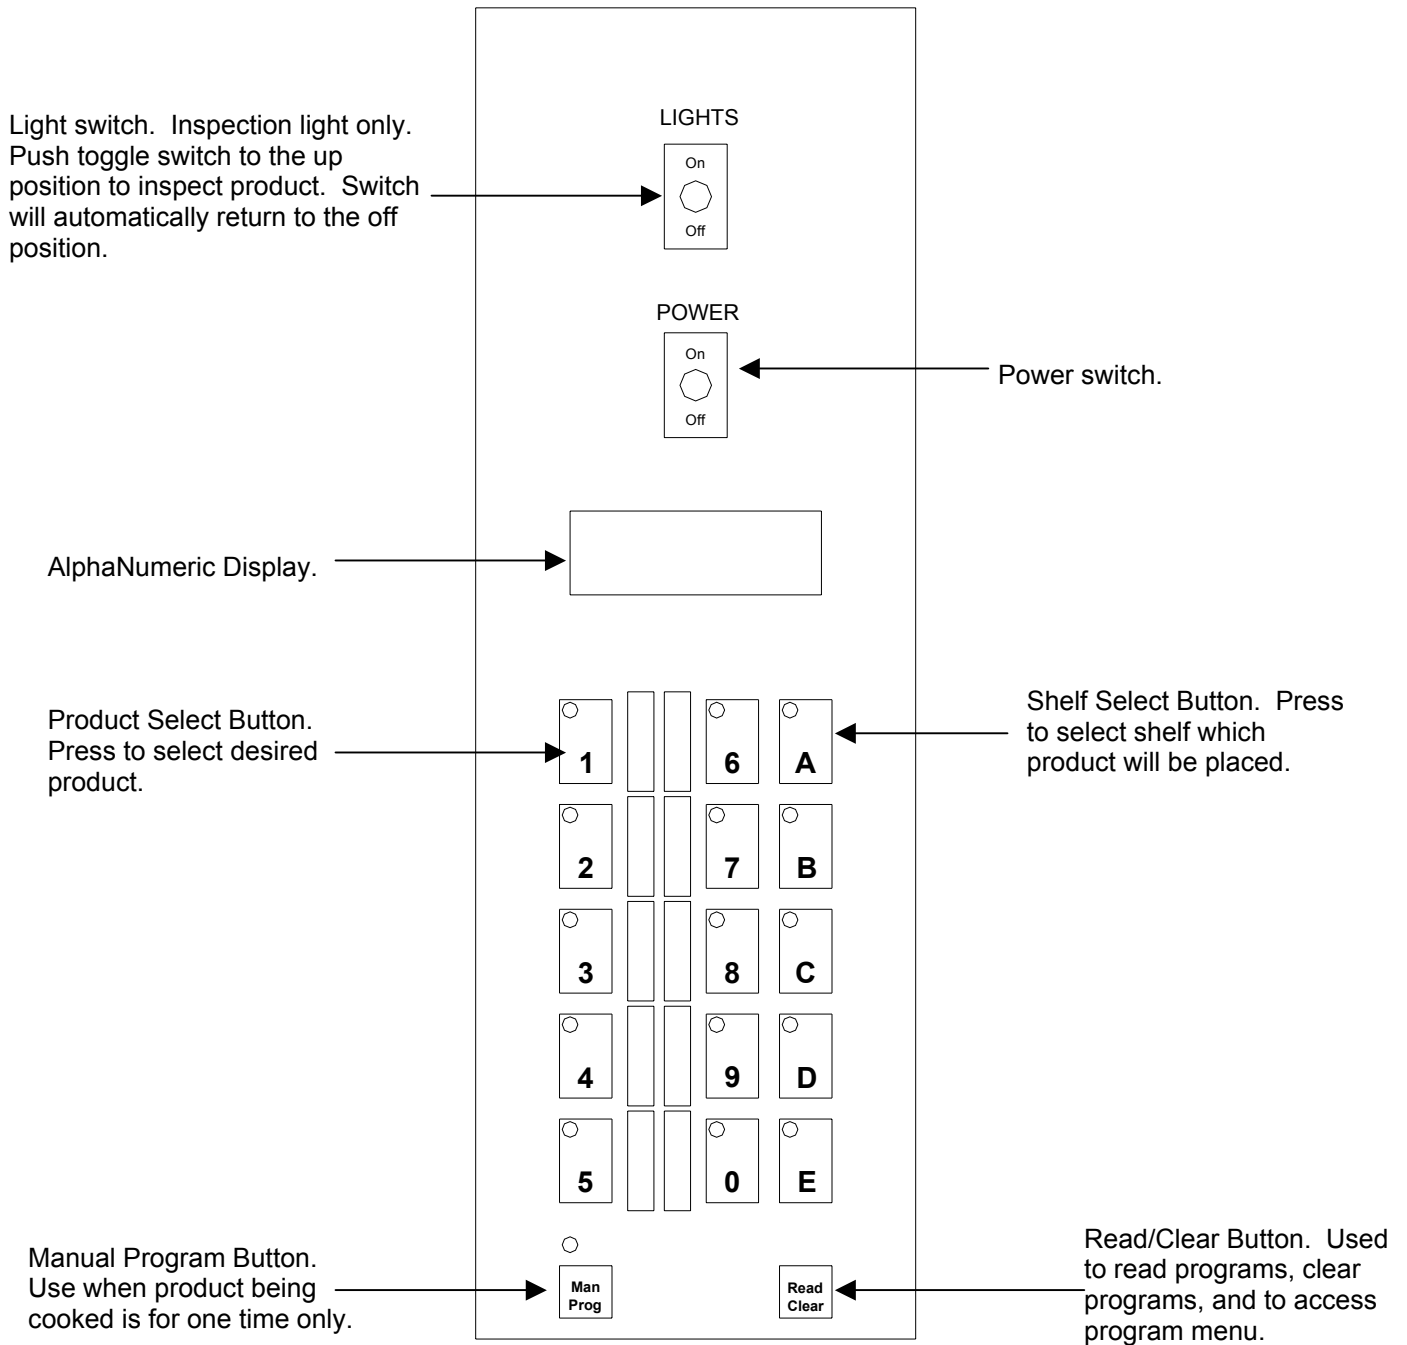 LIGHTS
On
Off
Light switch.  Inspection light only.
Push toggle switch to the up
position to inspect product.  Switch
will automatically return to the off
position.
POWER
On
Off
Power switch.
AlphaNumeric Display.
Product Select Button.
Press to select desired
product.
Shelf Select Button.  Press
to select shelf which
product will be placed.
1 6 A
2 7 B
3 8 C
4 9 D
5 0 E
Manual Program Button.
Use when product being
cooked is for one time only.
Man
Prog
Read
Clear
Read/Clear Button.  Used
to read programs, clear
programs, and to access
program menu.